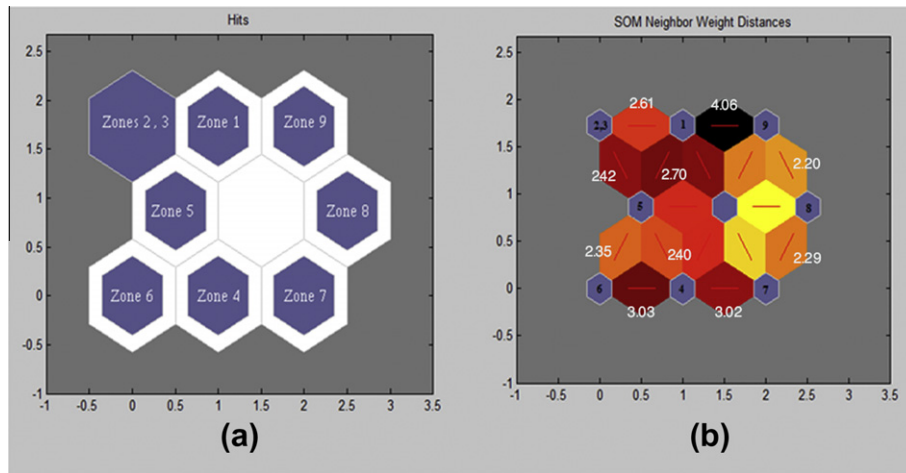 Hits
SOM Neighbor Weight Distances
2.5
2
1.5
1
0.5
0
-0.5
-1
-1 -0.5 0 0.5 1 1.5 2 2.5 3 3.5
Zones 2, 3 Zone 1 Zone 9
Zone 5 Zone 8
Zone 6 Zone 4 Zone 7
(a)
2.5
2
1.5
1
0.5
0
-0.5
-1
-1 -0.5 0 0.5 1 1.5 2 2.5 3 3.5
2.61 4.06
2,3 1 9
242 2.70 2.20
5 8
2.35 240 2.29
6 4 7
3.03 3.02
(b)